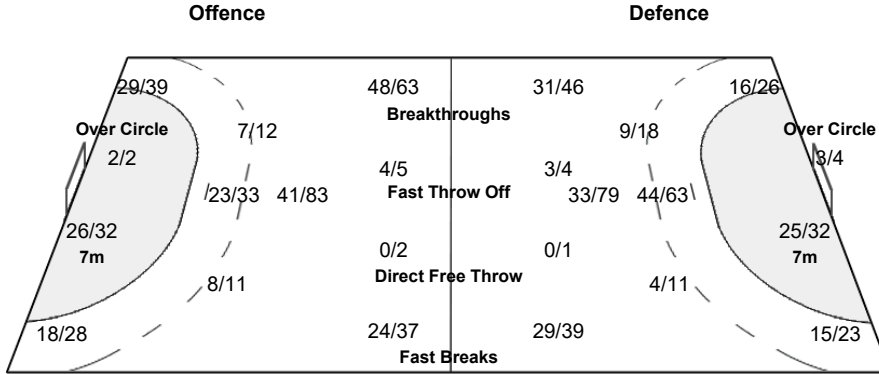 Offence Defence
29/39 48/63 31/46 16/26
Breakthroughs
Over Circle 7/12 9/18 Over Circle
2/2 4/5 3/4 3/4
23/33 41/83 Fast Throw Off 33/79 44/63
26/32 0/2 0/1 25/32
7m Direct Free Throw 7m
8/11 4/11
18/28 24/37 29/39 15/23
Fast Breaks